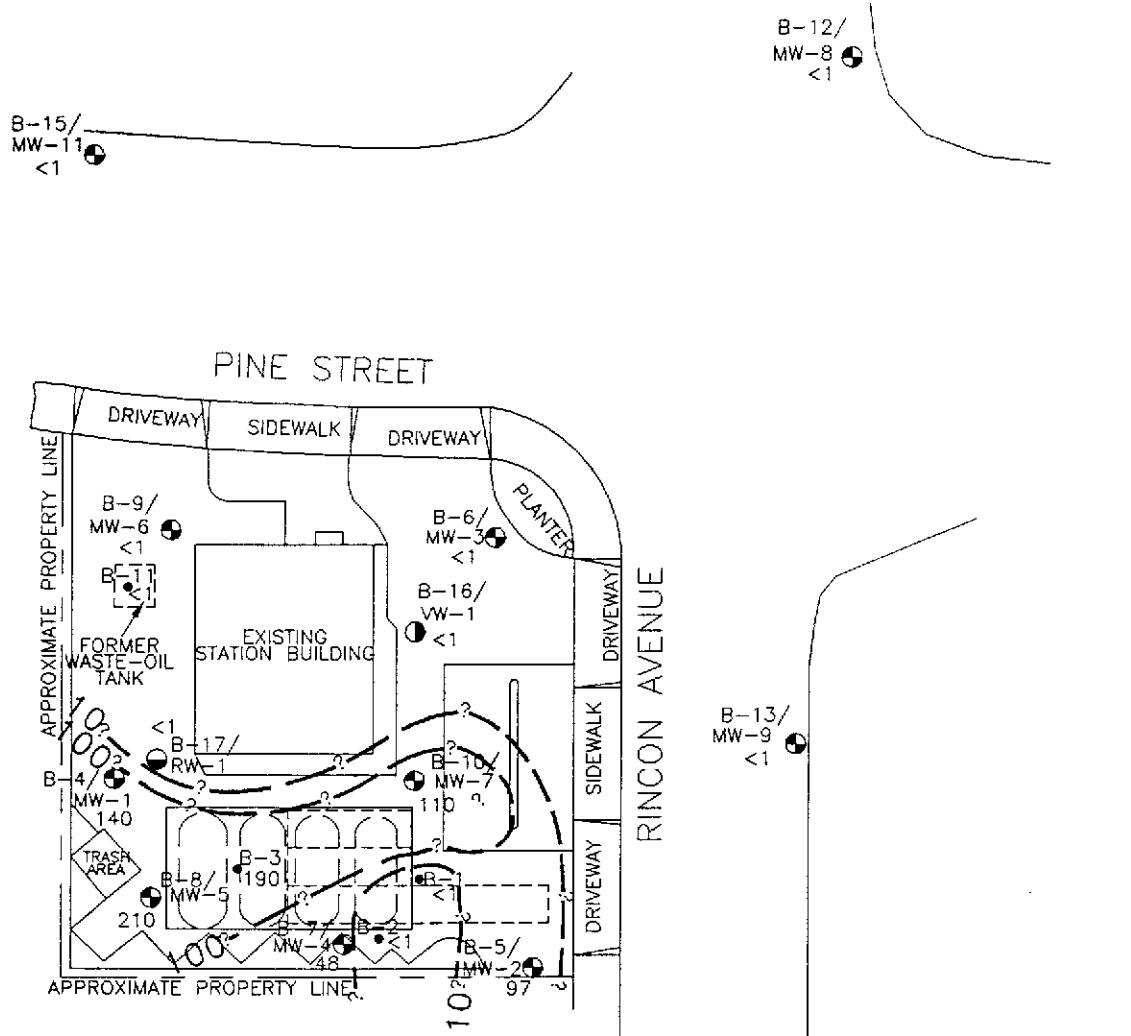 B-12/
MW-8
<1
B-15/
MW-11
<1
PINE STREET
DRIVEWAY
SIDEWALK
DRIVEWAY
PLANTER
APPROXIMATE PROPERTY LINE
B-9/
MW-6
<1
B-6/
MW-3
<1
B-11
<1
B-16/
VW-1
<1
FORMER
WASTE-OIL
TANK
EXISTING
STATION BUILDING
DRIVEWAY
RINCON AVENUE
SIDEWALK
DRIVEWAY
B-13/
MW-9
<1
10
?
100
?
<1
B-17/
RW-1
B-4/
MW-1
140
B-10/
MW-7
110
?
?
?
?
?
?
?
?
TRASH
AREA
B-3
190
B-8/
MW-5
210
B-1
<1
?
?
?
100
?
B-7/
MW-4
48
B-2
<1
B-5/
MW-2
97
?
?
10
?
APPROXIMATE PROPERTY LINE